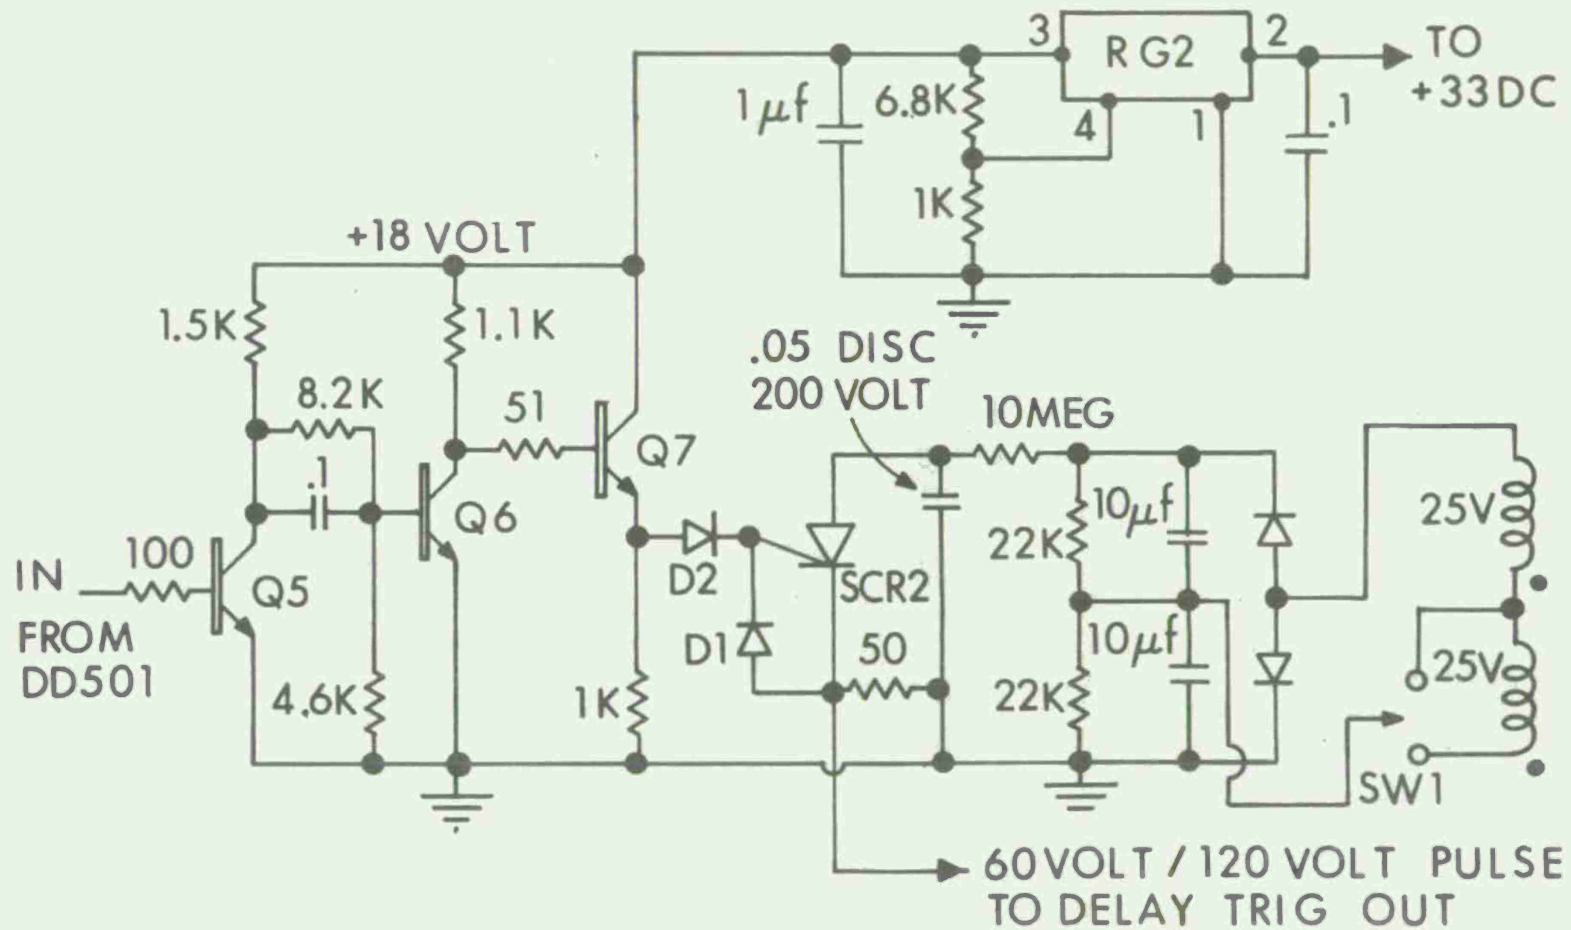 3
RG2
2
TO
+33DC
1µf
6.8K
4
1
.1
1K
+18 VOLT
1.5K
1.1K
.05 DISC
200 VOLT
8.2K
51
10MEG
Q7
.1
Q6
10µf
25V
22K
100
IN
Q5
D2
SCR2
FROM
DD501
D1
50
10µf
25V
4.6K
1K
22K
SW1
60VOLT / 120 VOLT PULSE
TO DELAY TRIG OUT